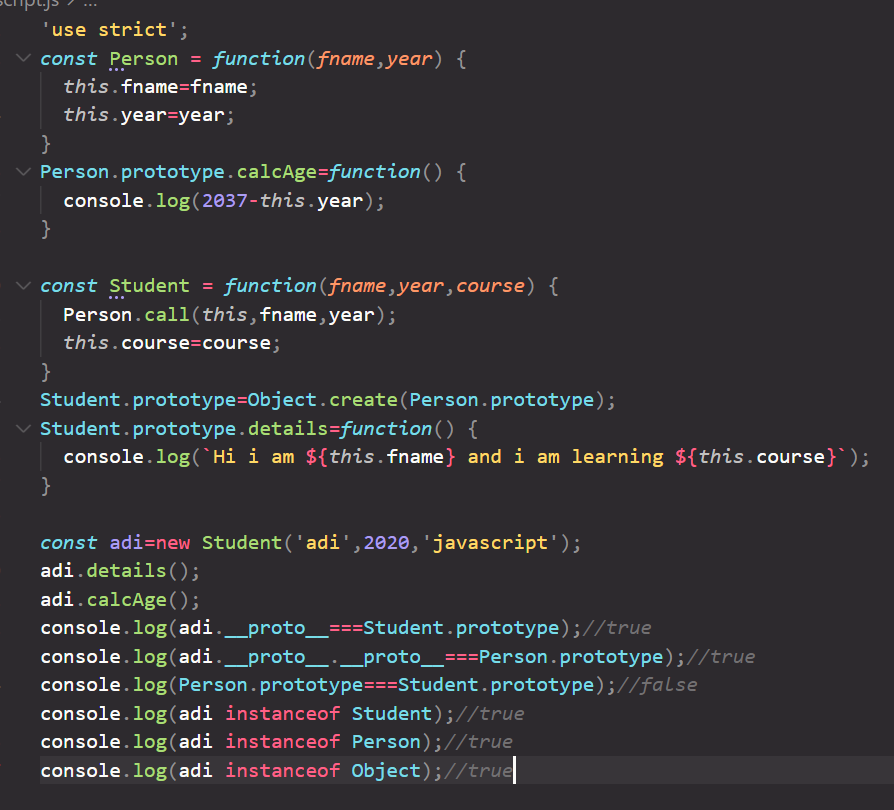 script.js > ...
'use strict';
const Person = function(fname,year) {
  this.fname=fname;
  this.year=year;
}
Person.prototype.calcAge=function() {
  console.log(2037-this.year);
}

const Student = function(fname,year,course) {
  Person.call(this,fname,year);
  this.course=course;
}
Student.prototype=Object.create(Person.prototype);
Student.prototype.details=function() {
  console.log(`Hi i am ${this.fname} and i am learning ${this.course}`);
}

const adi=new Student('adi',2020,'javascript');
adi.details();
adi.calcAge();
console.log(adi.__proto__===Student.prototype);//true
console.log(adi.__proto__.__proto__===Person.prototype);//true
console.log(Person.prototype===Student.prototype);//false
console.log(adi instanceof Student);//true
console.log(adi instanceof Person);//true
console.log(adi instanceof Object);//true